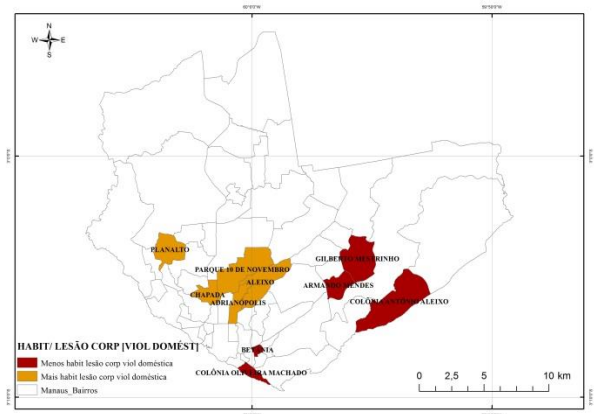 N
W E
S
PLANALTO
PARQUE 10 DE NOVEMBRO
ALEIXO
CHAPADA
ADRIANÓPOLIS
GILBERTO MESTRINHO
ARMANDO MENDES
COLÔNIA ANTÔNIO ALEIXO
BETÂNIA
COLÔNIA OLIVEIRA MACHADO
HABIT/ LESÃO CORP [VIOL DOMÉST]
Menos habit lesão corp viol doméstica
Mais habit lesão corp viol doméstica
Manaus_Bairros
0 2,5 5 10 km